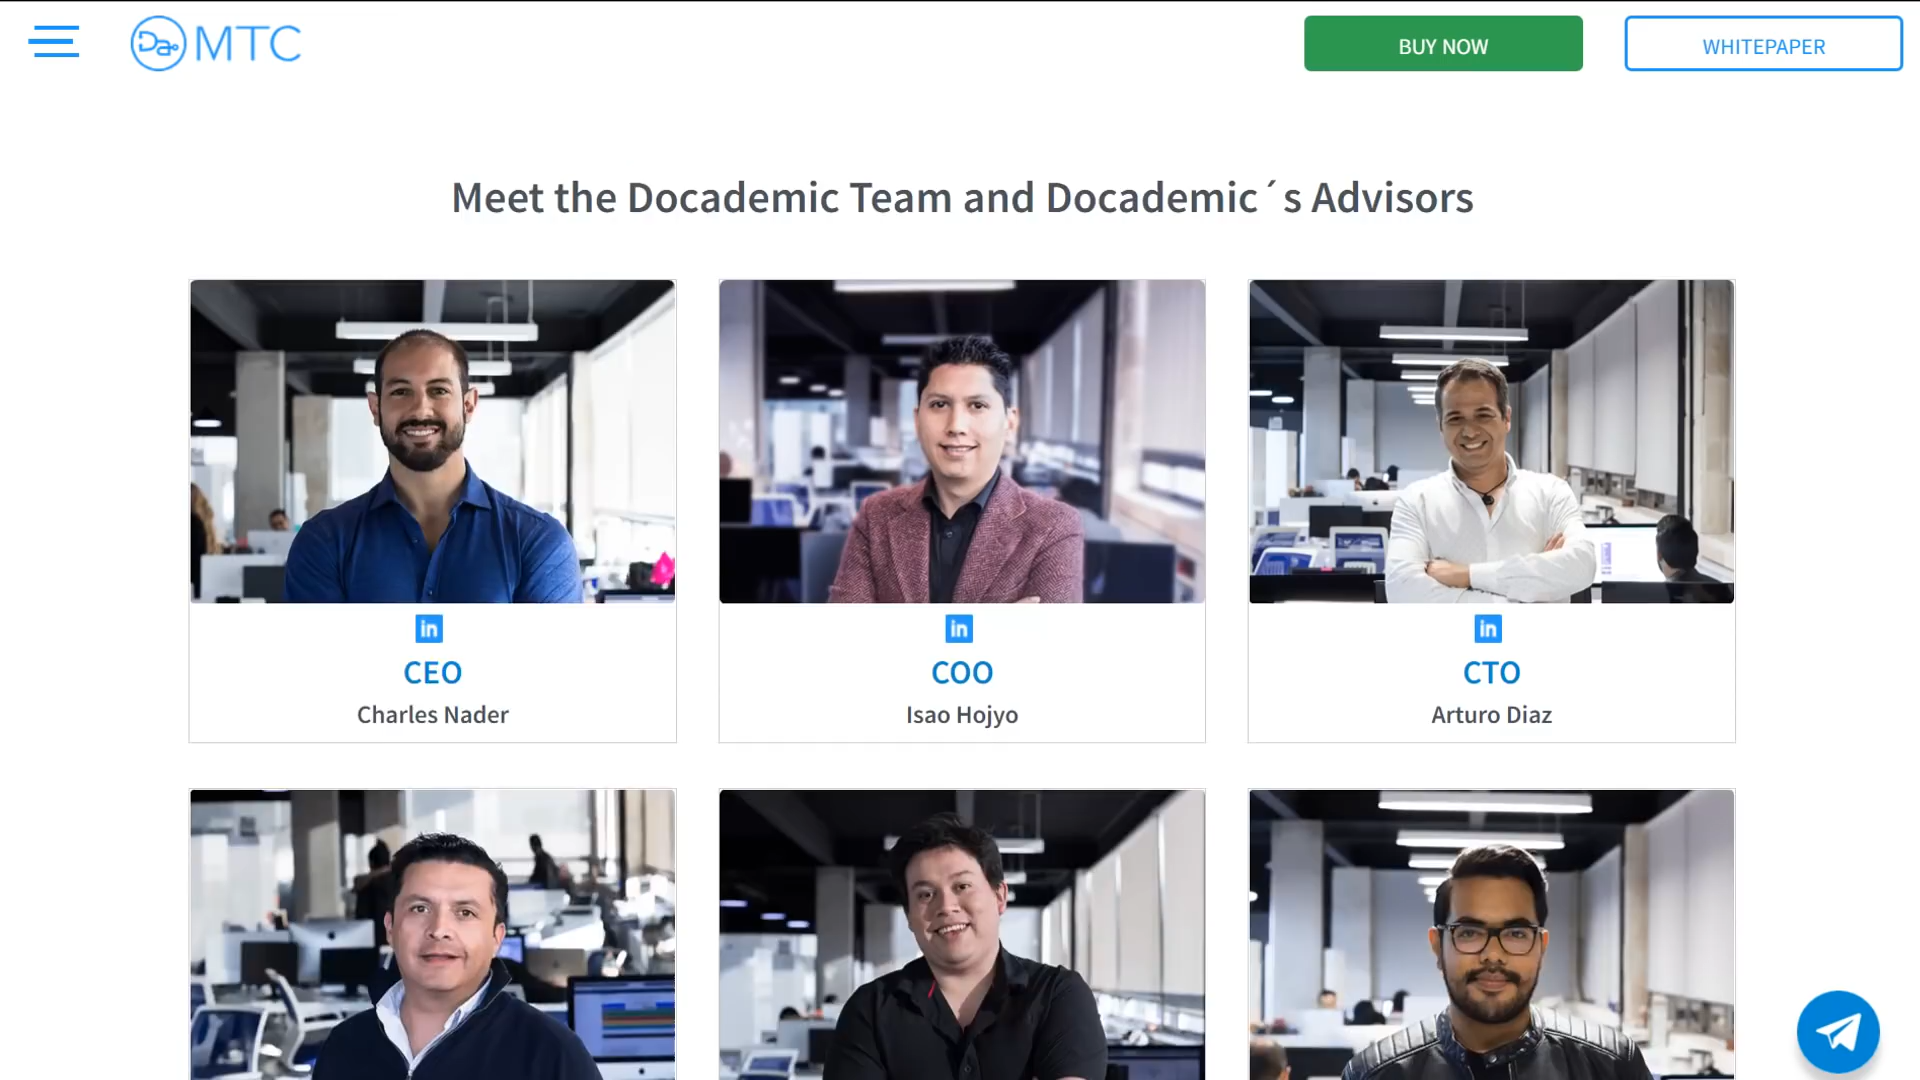 Da MTC
BUY NOW
WHITEPAPER
Meet the Docademic Team and Docademic´s Advisors
in
in
in
CEO
COO
CTO
Charles Nader
Isao Hojyo
Arturo Diaz